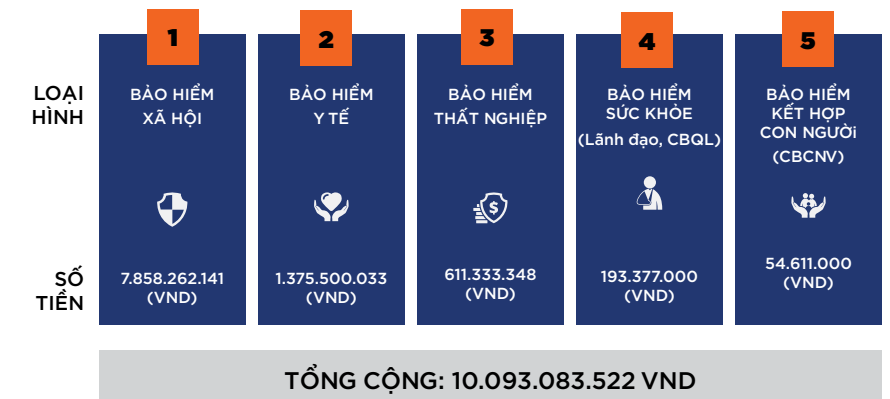 1
2
3
4
5
LOẠI
HÌNH
BẢO HIỂM
XÃ HỘI
BẢO HIỂM
Y TẾ
BẢO HIỂM
THẤT NGHIỆP
BẢO HIỂM
SỨC KHỎE
(Lãnh đạo, CBQL)
BẢO HIỂM
KẾT HỢP
CON NGƯỜi
(CBCNV)
SỐ
TIỀN
7.858.262.141
(VND)
1.375.500.033
(VND)
611.333.348
(VND)
193.377.000
(VND)
54.611.000
(VND)
TỔNG CỘNG: 10.093.083.522 VND